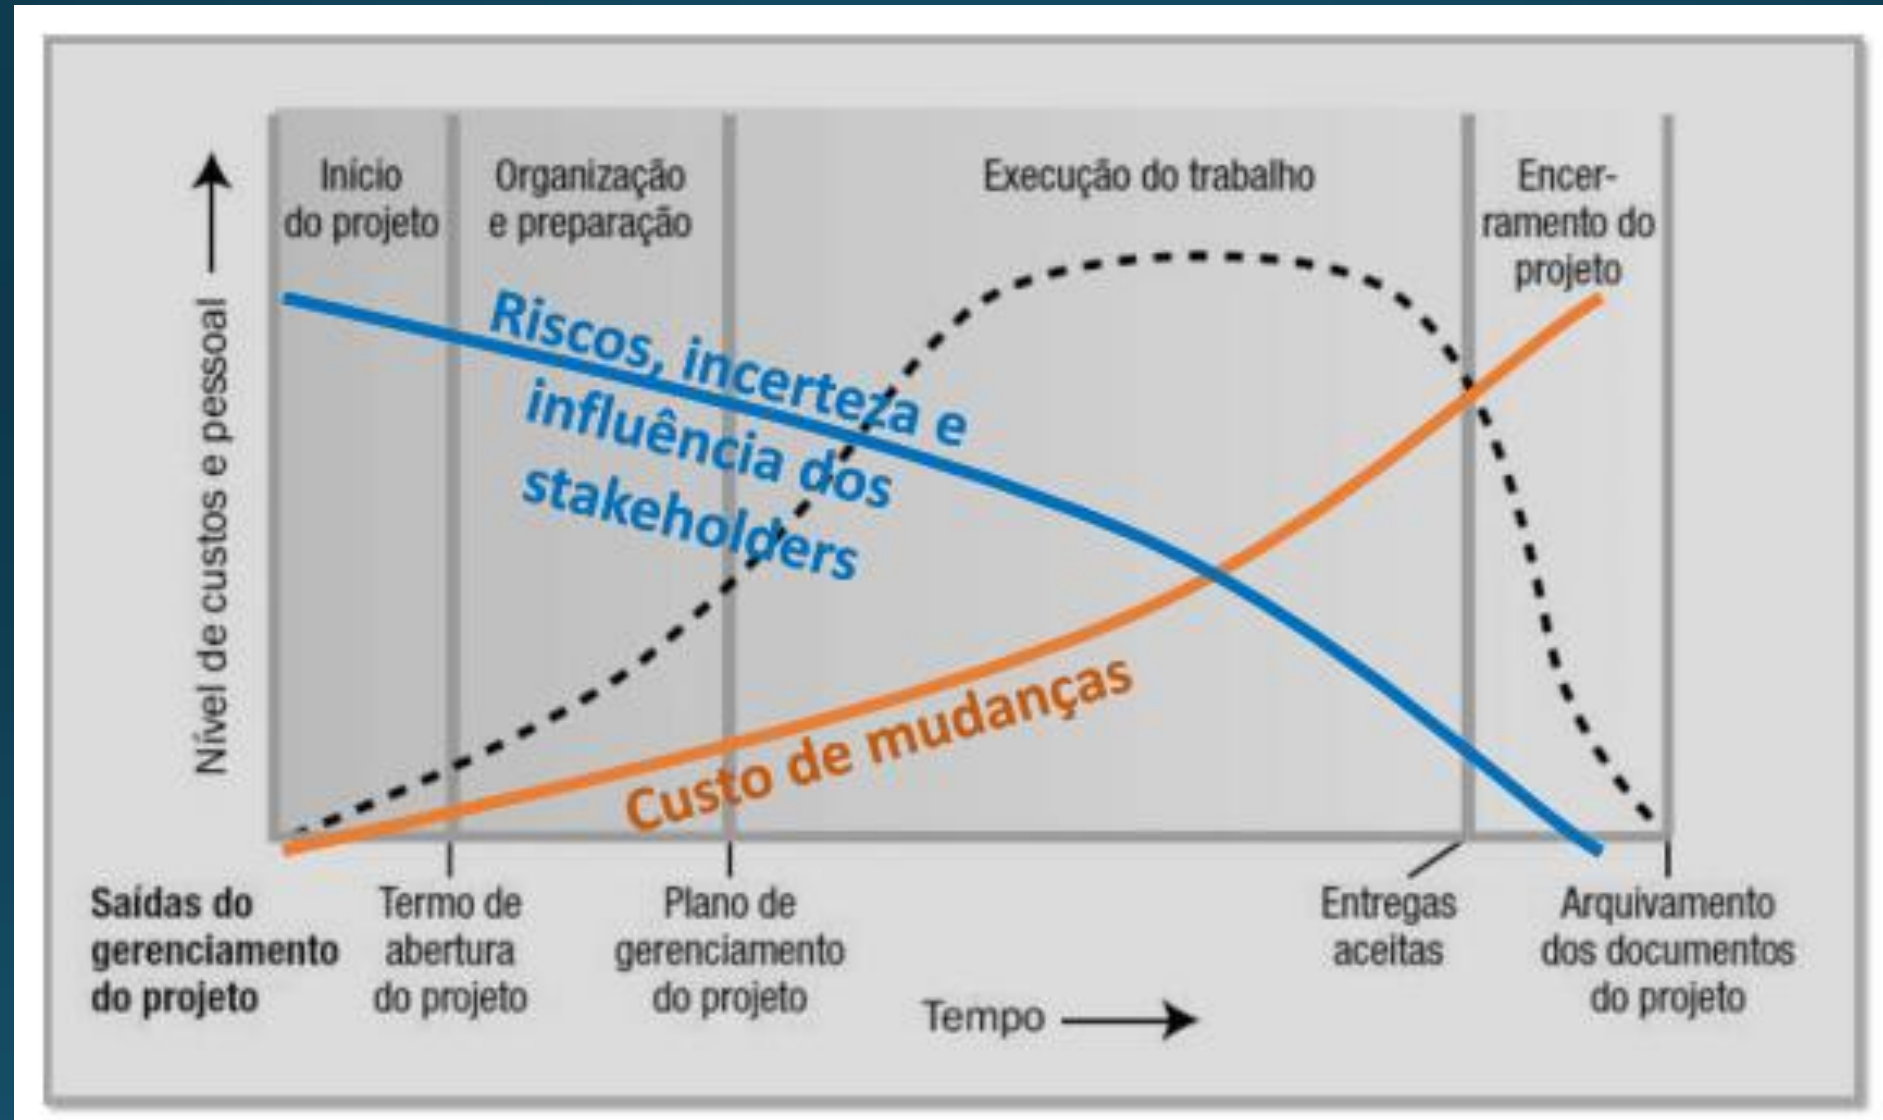 Início
do projeto
Organização
e preparação
Execução do trabalho
Encer-
ramento do
projeto
Nível de custos e pessoal
Riscos, incerteza e
influência dos
stakeholders
Custo de mudanças
Saídas do
gerenciamento
do projeto
Termo de
abertura
do projeto
Plano de
gerenciamento
do projeto
Entregas
aceitas
Arquivamento
dos documentos
do projeto
Tempo